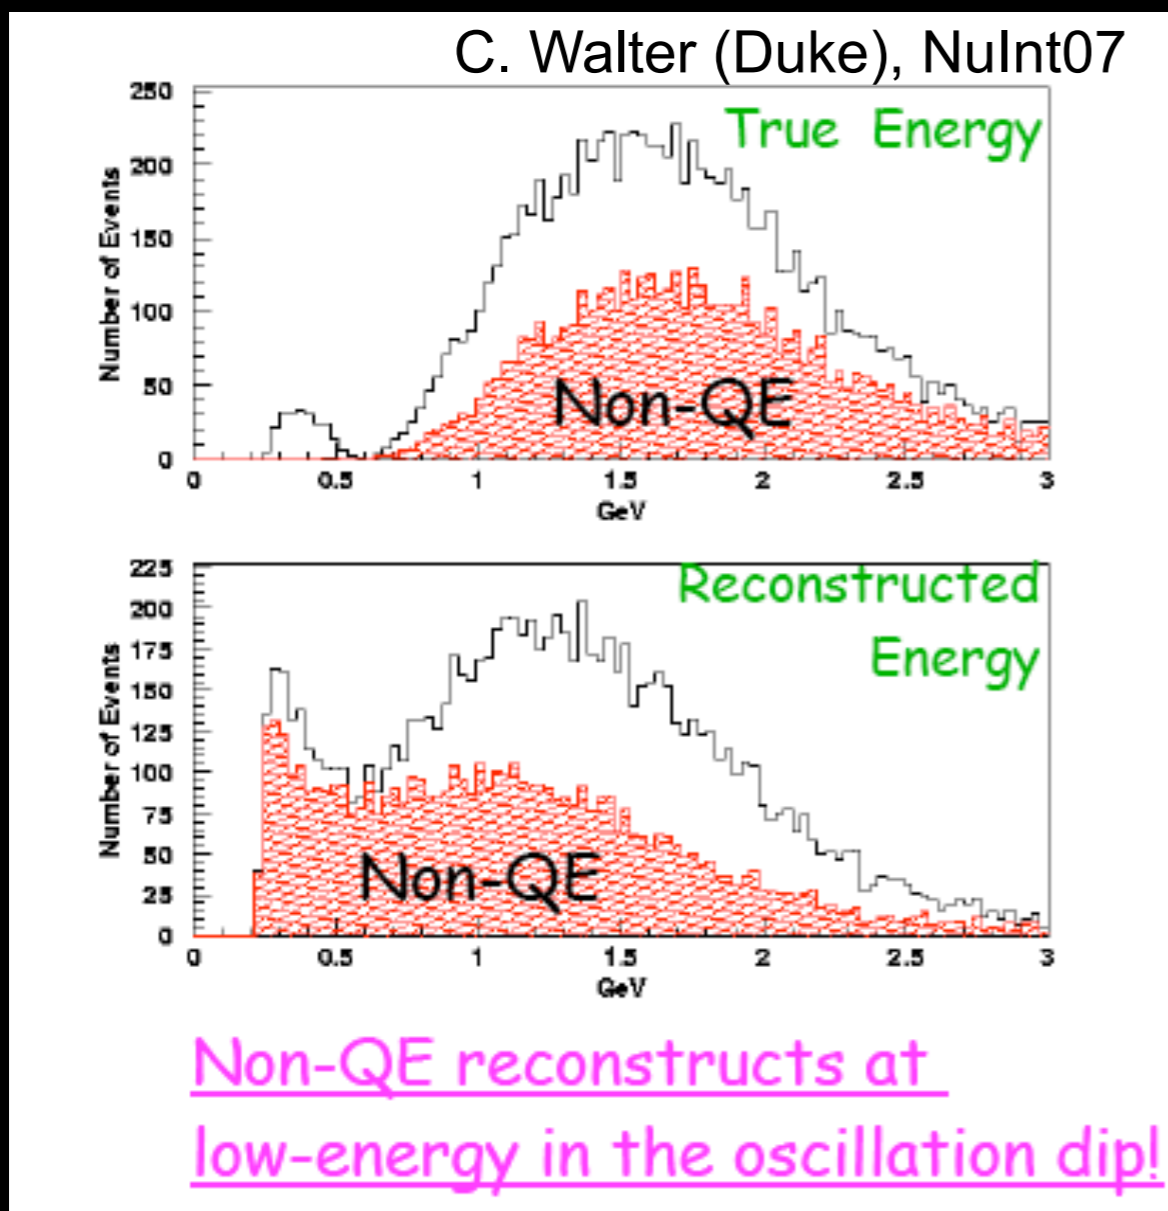 C. Walter (Duke), NuInt07
True Energy
Number of Events
250
200
150
100
50
0
Non-QE
0 0.5 1 1.5 2 2.5 3
GeV
Reconstructed
Energy
Number of Events
225
200
175
150
125
100
75
50
25
0
Non-QE
0 0.5 1 1.5 2 2.5 3
GeV
Non-QE reconstructs at
low-energy in the oscillation dip!